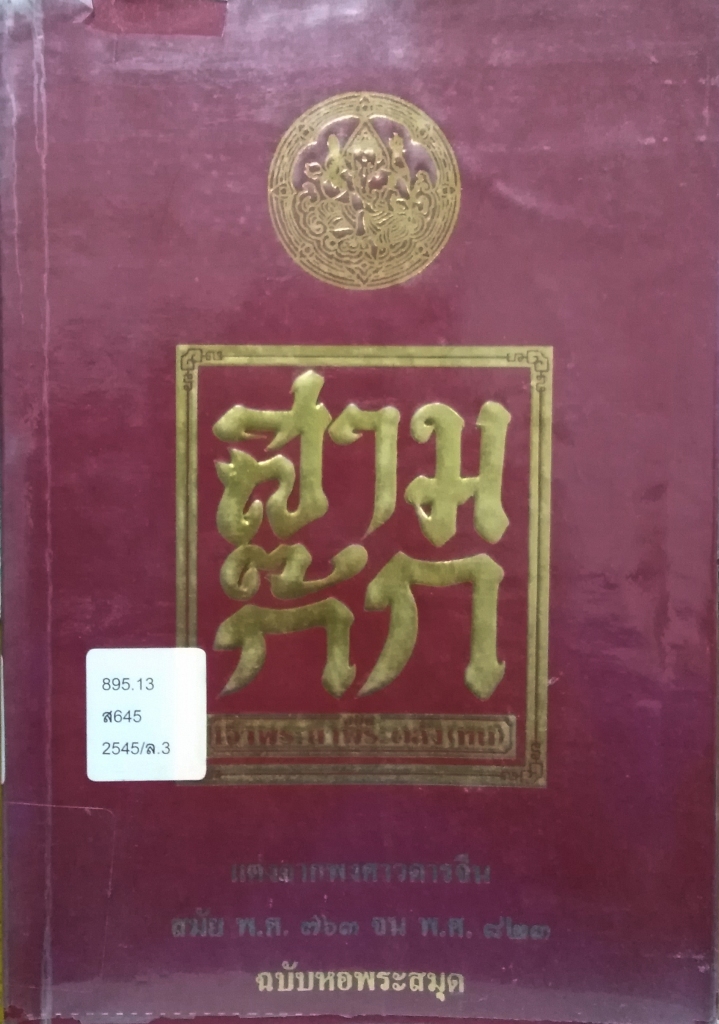 สาม
ก๊ก
895.13
ส645
2545/ล.3
เจ้าพระยาพระคลัง(หน)
แต่งจากพงศาวดารจีน
สมัย พ.ศ. ๗๖๓ จน พ.ศ. ๘๒๓
ฉบับหอพระสมุด